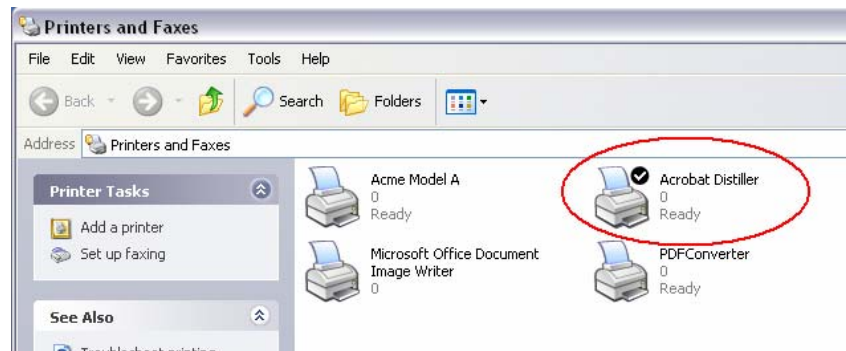 Printers and Faxes
File Edit View Favorites Tools Help
Back Search Folders
Address Printers and Faxes
Printer Tasks
Add a printer
Set up faxing
See Also
Troubleshoot printing
Acme Model A
0
Ready
Acrobat Distiller
0
Ready
Microsoft Office Document
Image Writer
0
PDFConverter
0
Ready